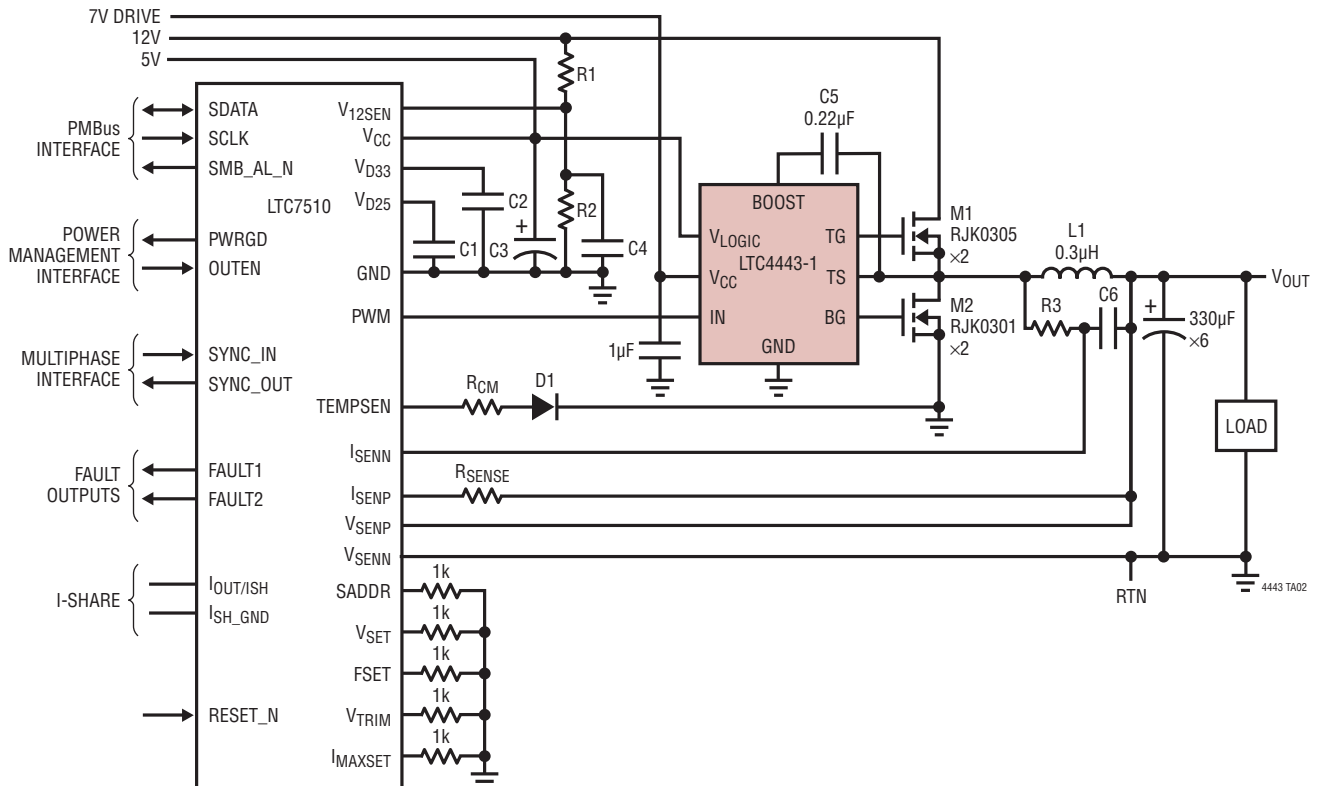 7V DRIVE
12V
5V
PMBus
INTERFACE
SDATA
SCLK
SMB_AL_N
POWER
MANAGEMENT
INTERFACE
PWRGD
OUTEN
MULTIPHASE
INTERFACE
SYNC_IN
SYNC_OUT
FAULT
OUTPUTS
FAULT1
FAULT2
I-SHARE
IOUT/ISH
ISH_GND
RESET_N
LTC7510
V12SEN
VCC
VD33
VD25
GND
PWM
TEMPSEN
ISENN
ISENP
VSENP
VSENN
SADDR
VSET
FSET
VTRIM
IMAXSET
1k
1k
1k
1k
1k
R1
R2
C1
C2
C3
+
C4
1µF
RCM
D1
RSENSE
C5
0.22µF
BOOST
VLOGIC
TG
LTC4443-1
VCC
TS
IN
BG
GND
M1
RJK0305
×2
M2
RJK0301
×2
L1
0.3µH
R3
C6
+
330µF
×6
VOUT
LOAD
RTN
4443 TA02